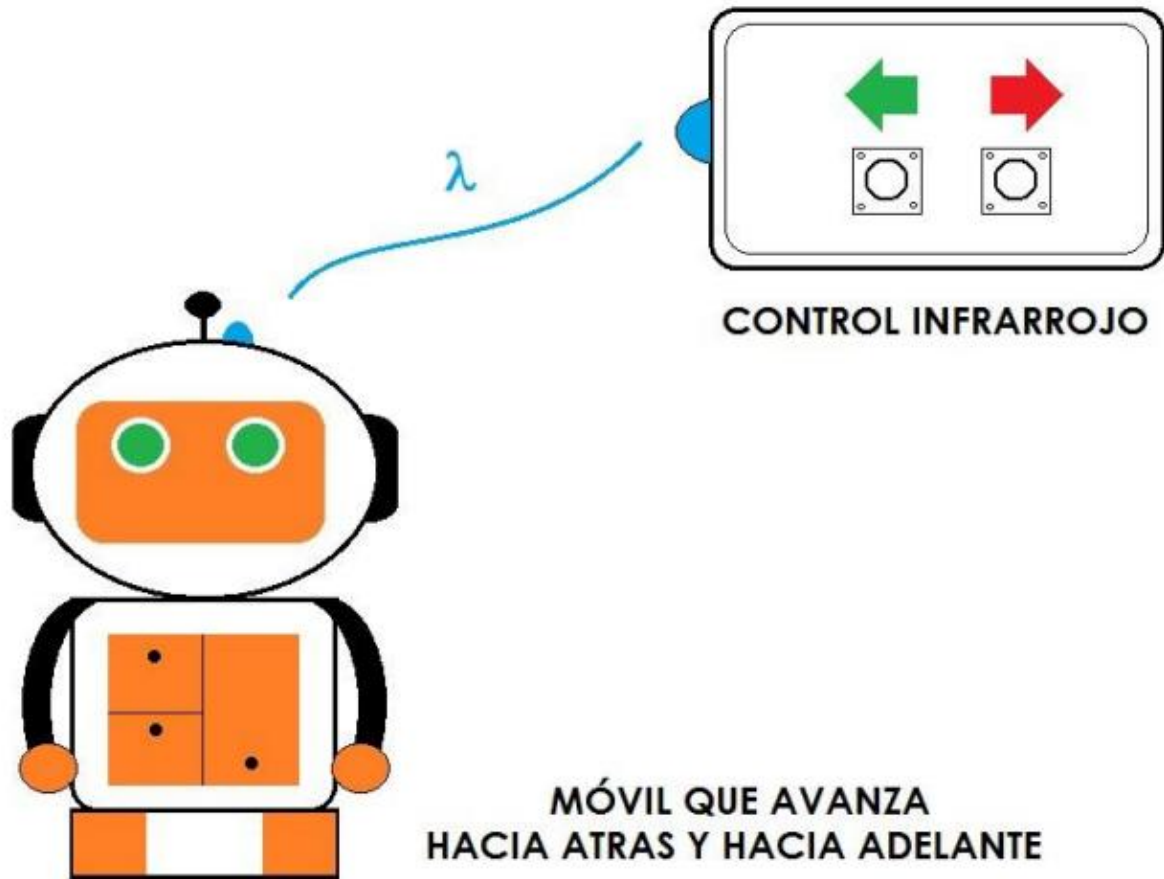 λ
CONTROL INFRARROJO
MÓVIL QUE AVANZA
HACIA ATRAS Y HACIA ADELANTE